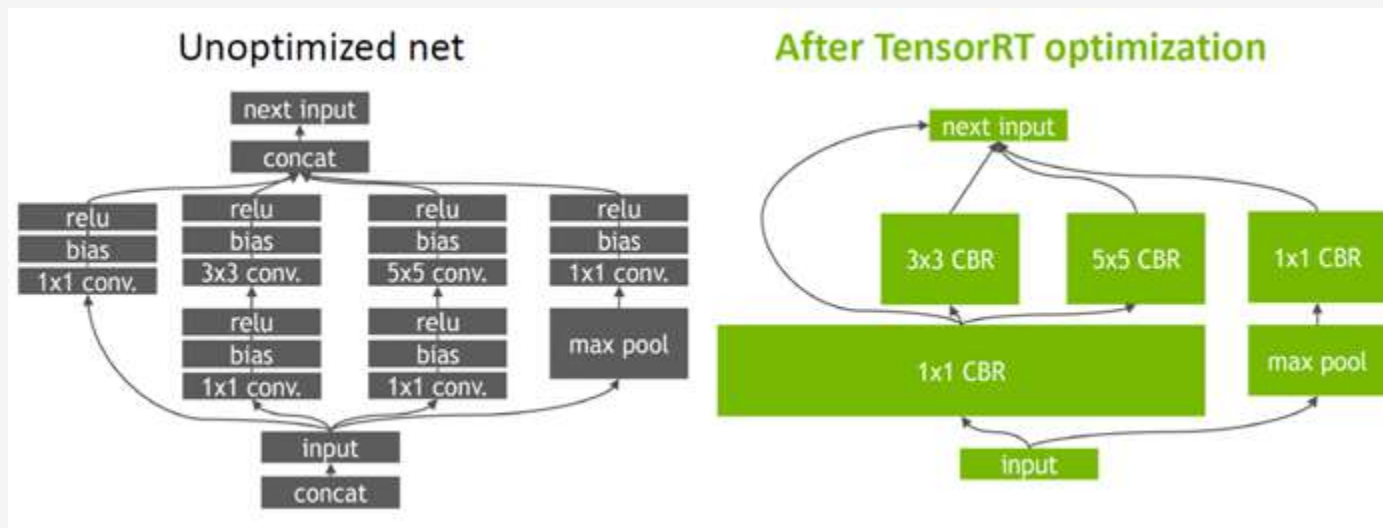 Unoptimized net
next input
concat
relu
bias
1x1 conv.
relu
bias
3x3 conv.
relu
bias
1x1 conv.
relu
bias
5x5 conv.
relu
bias
1x1 conv.
relu
bias
1x1 conv.
max pool
input
concat
After TensorRT optimization
next input
3x3 CBR
5x5 CBR
1x1 CBR
1x1 CBR
max pool
input